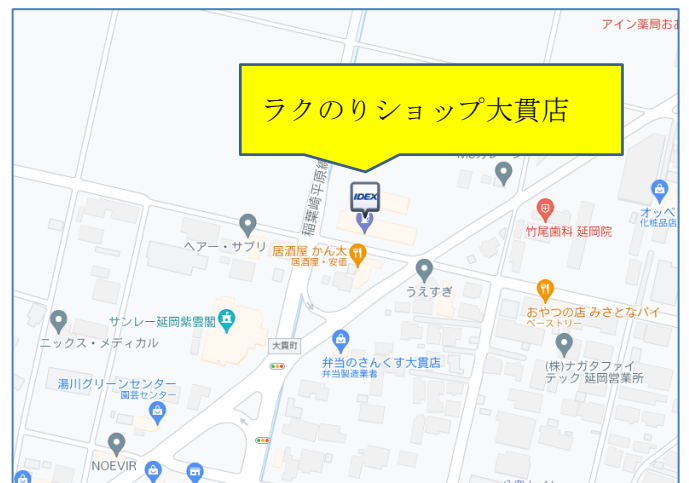 アイン薬局おお
ラクのりショップ大貫店
稲葉崎平原線
IDEX
オッペ
化粧品店
竹尾歯科 延岡院
ヘアー・サプリ
居酒屋 かん太
居酒屋・安価
うえすぎ
おやつの店 みさとなパイ
ペーストリー
サンレー延岡紫雲閣
ニックス・メディカル
大貫町
弁当のさんくす大貫店
弁当製造業者
(株)ナガタファイ
テック 延岡営業所
湯川グリーンセンター
園芸センター
NOEVIR